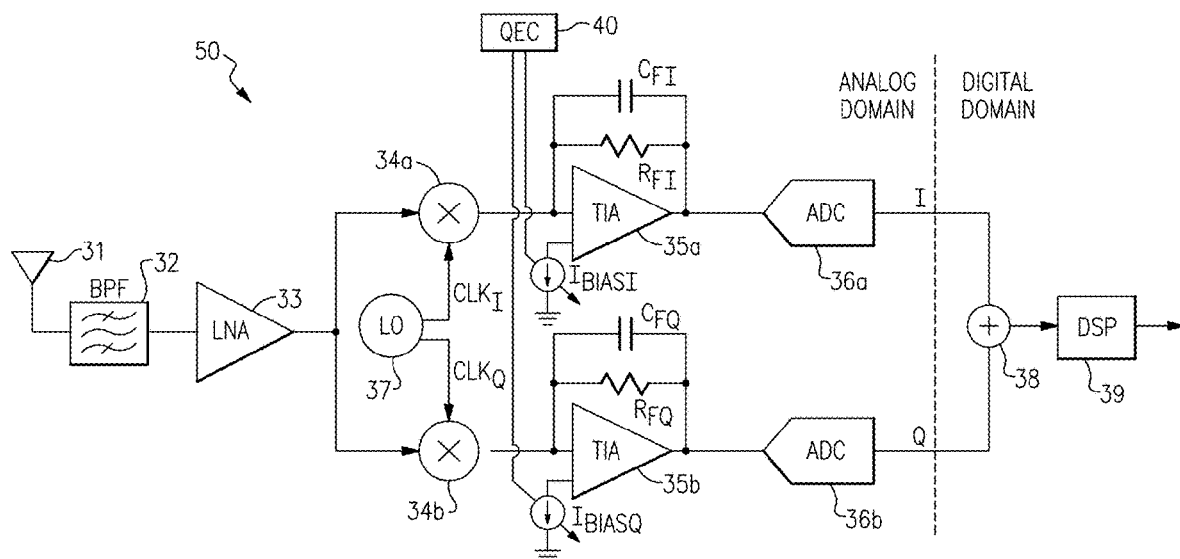 QEC
40
50
C_FI
ANALOG DOMAIN
DIGITAL DOMAIN
R_FI
34a
TIA
35a
ADC
36a
I
I_BIASI
31
BPF
32
LNA
33
CLK_I
LO
37
CLK_Q
C_FQ
R_FQ
34b
TIA
35b
ADC
36b
Q
I_BIASQ
+
38
DSP
39